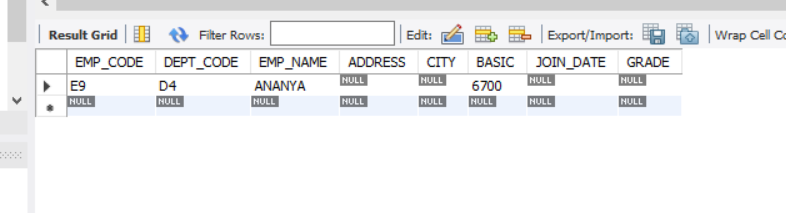 Result Grid Filter Rows: Edit: Export/Import: Wrap Cell Co
EMP_CODE DEPT_CODE EMP_NAME ADDRESS CITY BASIC JOIN_DATE GRADE
E9 D4 ANANYA NULL NULL 6700 NULL NULL
NULL NULL NULL NULL NULL NULL NULL NULL